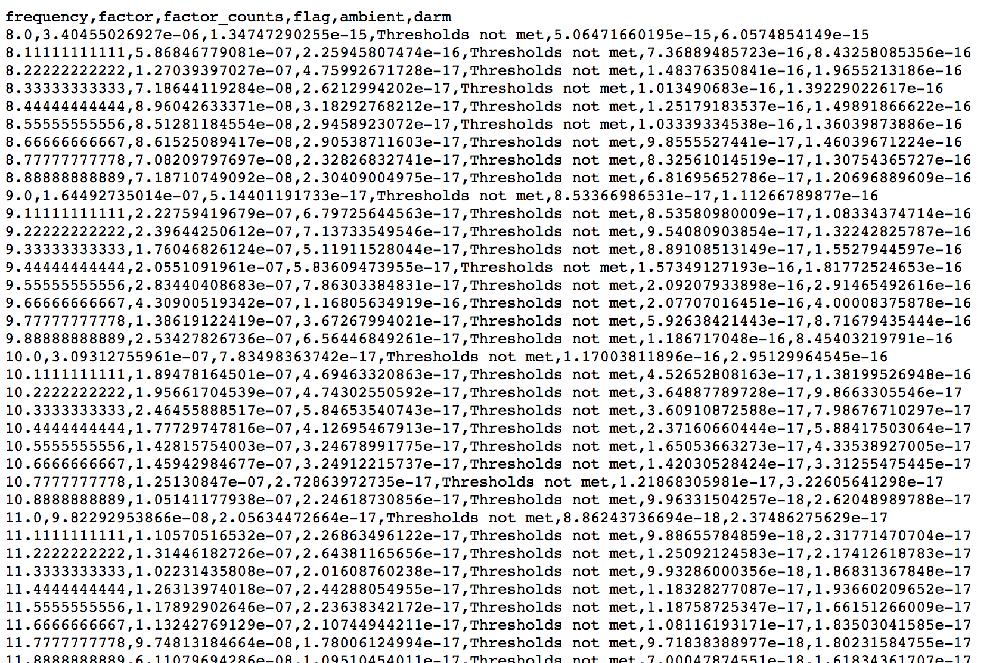 frequency,factor,factor_counts,flag,ambient,darm
8.0,3.40455026927e-06,1.34747290255e-15,Thresholds not met,5.06471660195e-15,6.0574854149e-15
8.11111111111,5.86846779081e-07,2.25945807474e-16,Thresholds not met,7.36889485723e-16,8.43258085356e-16
8.22222222222,1.27039397027e-07,4.75992671728e-17,Thresholds not met,1.48376350841e-16,1.9655213186e-16
8.33333333333,7.18644119284e-08,2.6212994202e-17,Thresholds not met,1.013490683e-16,1.39229022617e-16
8.44444444444,8.96042633371e-08,3.18292768212e-17,Thresholds not met,1.25179183537e-16,1.49891866622e-16
8.55555555556,8.51281184554e-08,2.9458923072e-17,Thresholds not met,1.03339334538e-16,1.36039873886e-16
8.66666666667,8.61525089417e-08,2.90538711603e-17,Thresholds not met,9.8555527441e-17,1.46039671224e-16
8.77777777778,7.08209797697e-08,2.32826832741e-17,Thresholds not met,8.32561014519e-17,1.30754365727e-16
8.88888888889,7.18710749092e-08,2.30409004975e-17,Thresholds not met,6.81695652786e-17,1.20696889609e-16
9.0,1.64492735014e-07,5.14401191733e-17,Thresholds not met,8.53366986531e-17,1.11266789877e-16
9.11111111111,2.22759419679e-07,6.79725644563e-17,Thresholds not met,8.53580980009e-17,1.08334374714e-16
9.22222222222,2.39644250612e-07,7.13733549546e-17,Thresholds not met,9.54080903854e-17,1.32242825787e-16
9.33333333333,1.76046826124e-07,5.11911528044e-17,Thresholds not met,8.89108513149e-17,1.5527944597e-16
9.44444444444,2.0551091961e-07,5.83609473955e-17,Thresholds not met,1.57349127193e-16,1.81772524653e-16
9.55555555556,2.83440408683e-07,7.86303384831e-17,Thresholds not met,2.09207933898e-16,2.91465492616e-16
9.66666666667,4.30900519342e-07,1.16805634919e-16,Thresholds not met,2.07707016451e-16,4.00008375878e-16
9.77777777778,1.38619122419e-07,3.67267994021e-17,Thresholds not met,5.92638421443e-17,8.71679435444e-16
9.88888888889,2.53427826736e-07,6.56446849261e-17,Thresholds not met,1.186717048e-16,8.45403219791e-16
10.0,3.09312755961e-07,7.83498363742e-17,Thresholds not met,1.17003811896e-16,2.95129964545e-16
10.1111111111,1.89478164501e-07,4.69463320863e-17,Thresholds not met,4.52652808163e-17,1.38199526948e-16
10.2222222222,1.95661704539e-07,4.74302550592e-17,Thresholds not met,3.64887789728e-17,9.8663305546e-17
10.3333333333,2.46455888517e-07,5.84653540743e-17,Thresholds not met,3.60910872588e-17,7.98676710297e-17
10.4444444444,1.77729747816e-07,4.12695467913e-17,Thresholds not met,2.37160660444e-17,5.88417503064e-17
10.5555555556,1.42815754003e-07,3.24678991775e-17,Thresholds not met,1.65053663273e-17,4.33538927005e-17
10.6666666667,1.45942984677e-07,3.24912215737e-17,Thresholds not met,1.42030528424e-17,3.31255475445e-17
10.7777777778,1.25130847e-07,2.72863972735e-17,Thresholds not met,1.21868305981e-17,3.22605641298e-17
10.8888888889,1.05141177938e-07,2.24618730856e-17,Thresholds not met,9.96331504257e-18,2.62048989788e-17
11.0,9.82292953866e-08,2.05634472664e-17,Thresholds not met,8.86243736694e-18,2.37486275629e-17
11.1111111111,1.10570516532e-07,2.26863496122e-17,Thresholds not met,9.88655784859e-18,2.31771470704e-17
11.2222222222,1.31446182726e-07,2.64381165656e-17,Thresholds not met,1.25092124583e-17,2.17412618783e-17
11.3333333333,1.02231435808e-07,2.01608760238e-17,Thresholds not met,9.93286000356e-18,1.86831367848e-17
11.4444444444,1.26313974018e-07,2.44288054955e-17,Thresholds not met,1.18328277087e-17,1.93660209652e-17
11.5555555556,1.17892902646e-07,2.23638342172e-17,Thresholds not met,1.18758725347e-17,1.66151266009e-17
11.6666666667,1.13242769129e-07,2.10744944211e-17,Thresholds not met,1.08116193171e-17,1.83503041585e-17
11.7777777778,9.74813184664e-08,1.78006124994e-17,Thresholds not met,9.71838388977e-18,1.80231584755e-17
11.8888888889,6.11079694286e-08,1.09510454011e-17,Thresholds not met,7.00047874551e-18,1.61834361707e-17